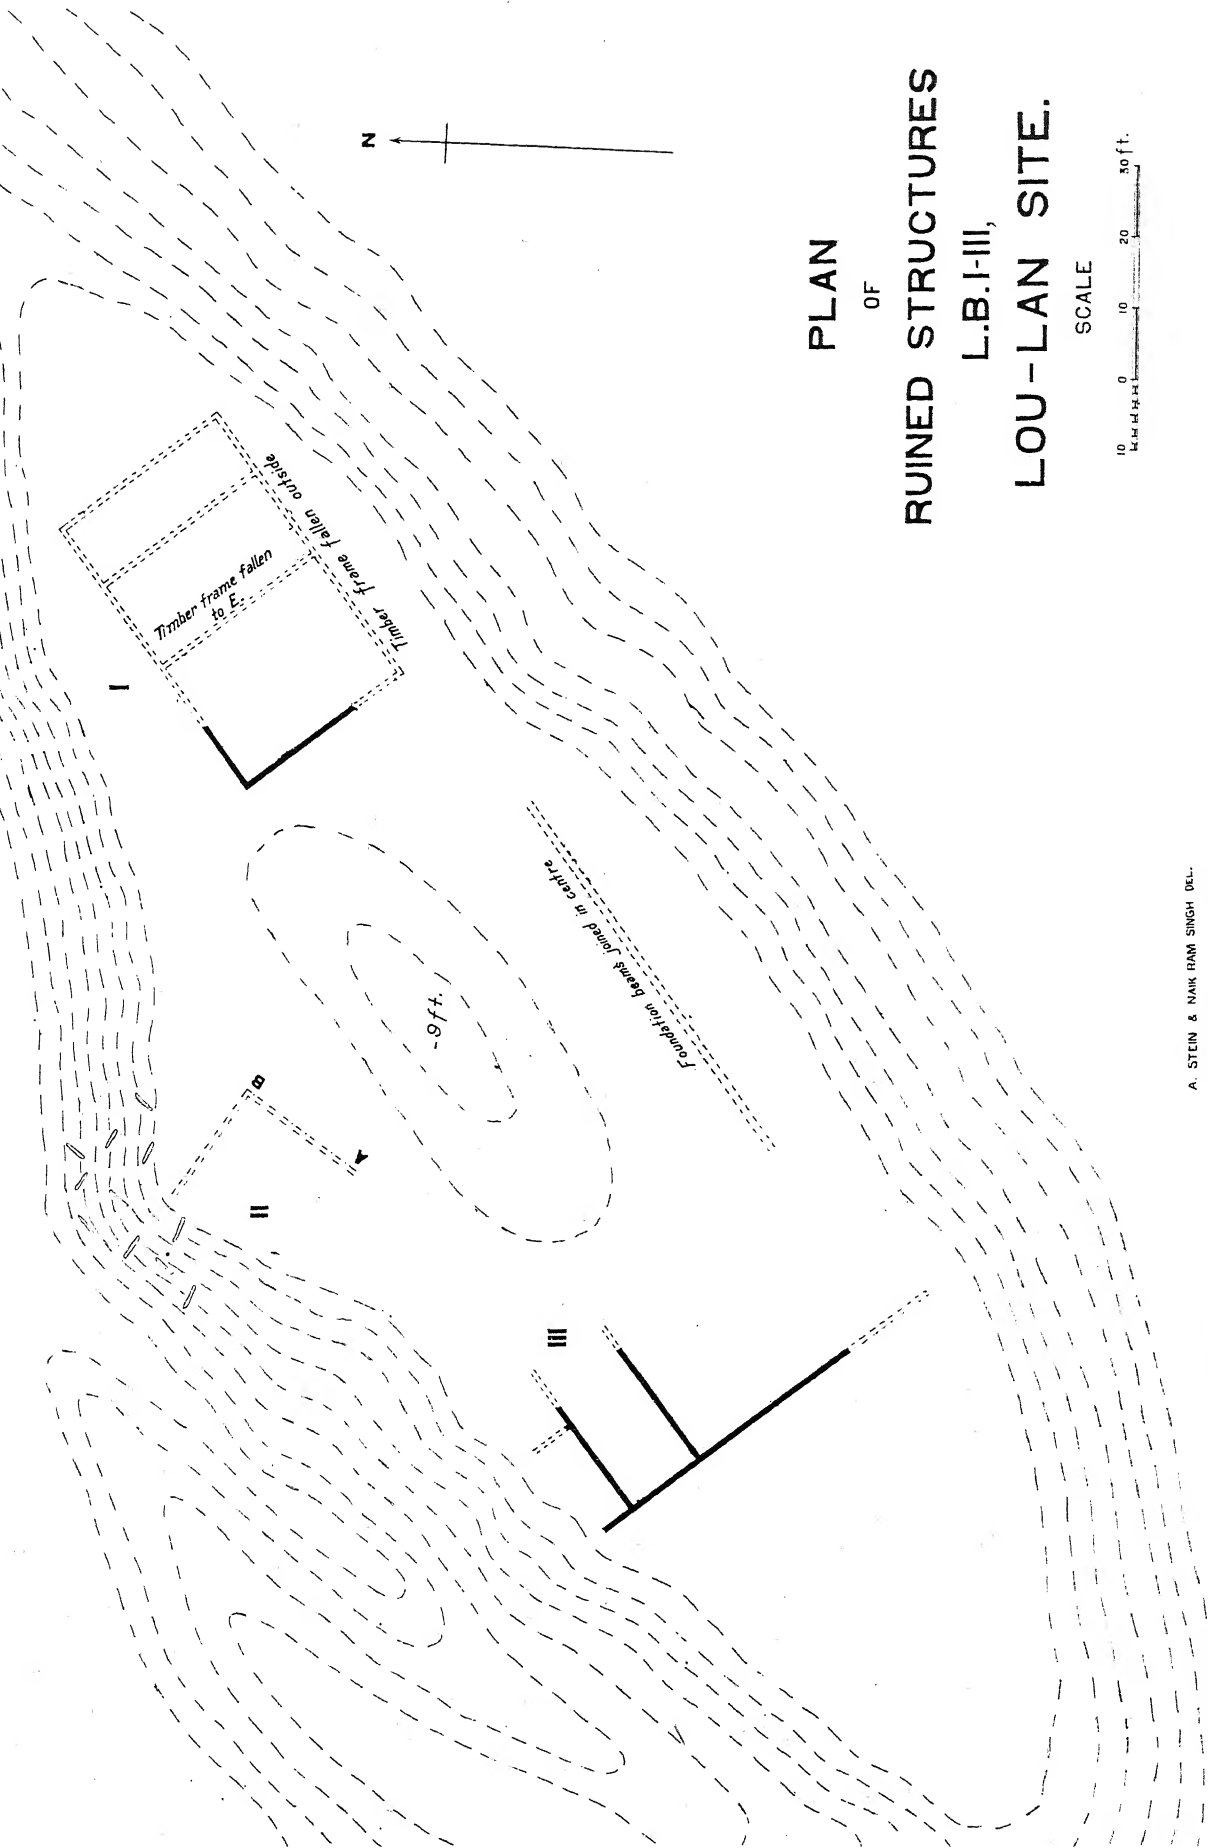 PLAN
OF
RUINED STRUCTURES
L.B.I-III,
LOU-LAN SITE.
SCALE
10 0 10 20 30 ft.
N
I
Timber frame fallen
to E.
Timber frame fallen outside
-9 ft.
Foundation beams joined in centre
B
A
II
III
A. STEIN & NAIK RAM SINGH DEL.